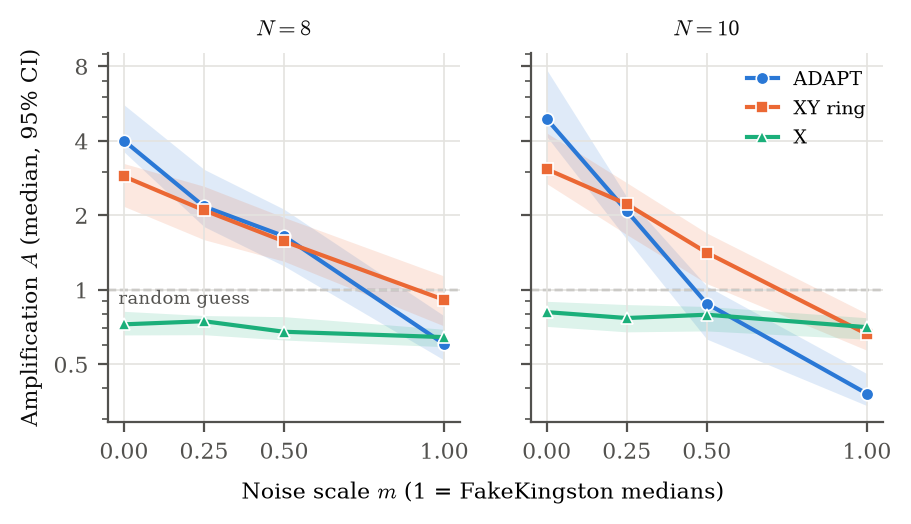 N = 8
N = 10
Amplification A (median, 95% CI)
8
4
2
1
0.5
random guess
ADAPT
XY ring
X
0.00 0.25 0.50 1.00
0.00 0.25 0.50 1.00
Noise scale m (1 = FakeKingston medians)